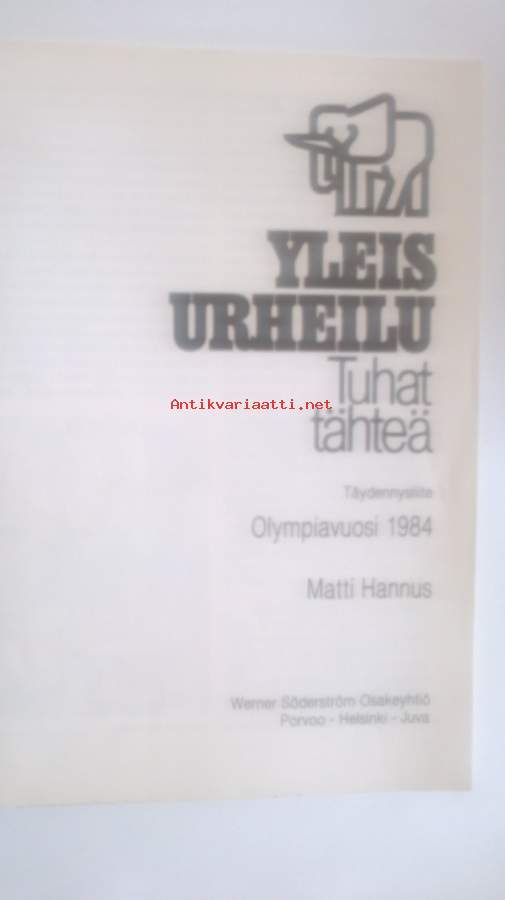 YLEIS
URHEILU
Tuhat
Antikvariaatti.net
tähteä
Täydennysliite
Olympiavuosi 1984
Matti Hannus
Werner Söderström Osakeyhtiö
Porvoo - Helsinki - Juva